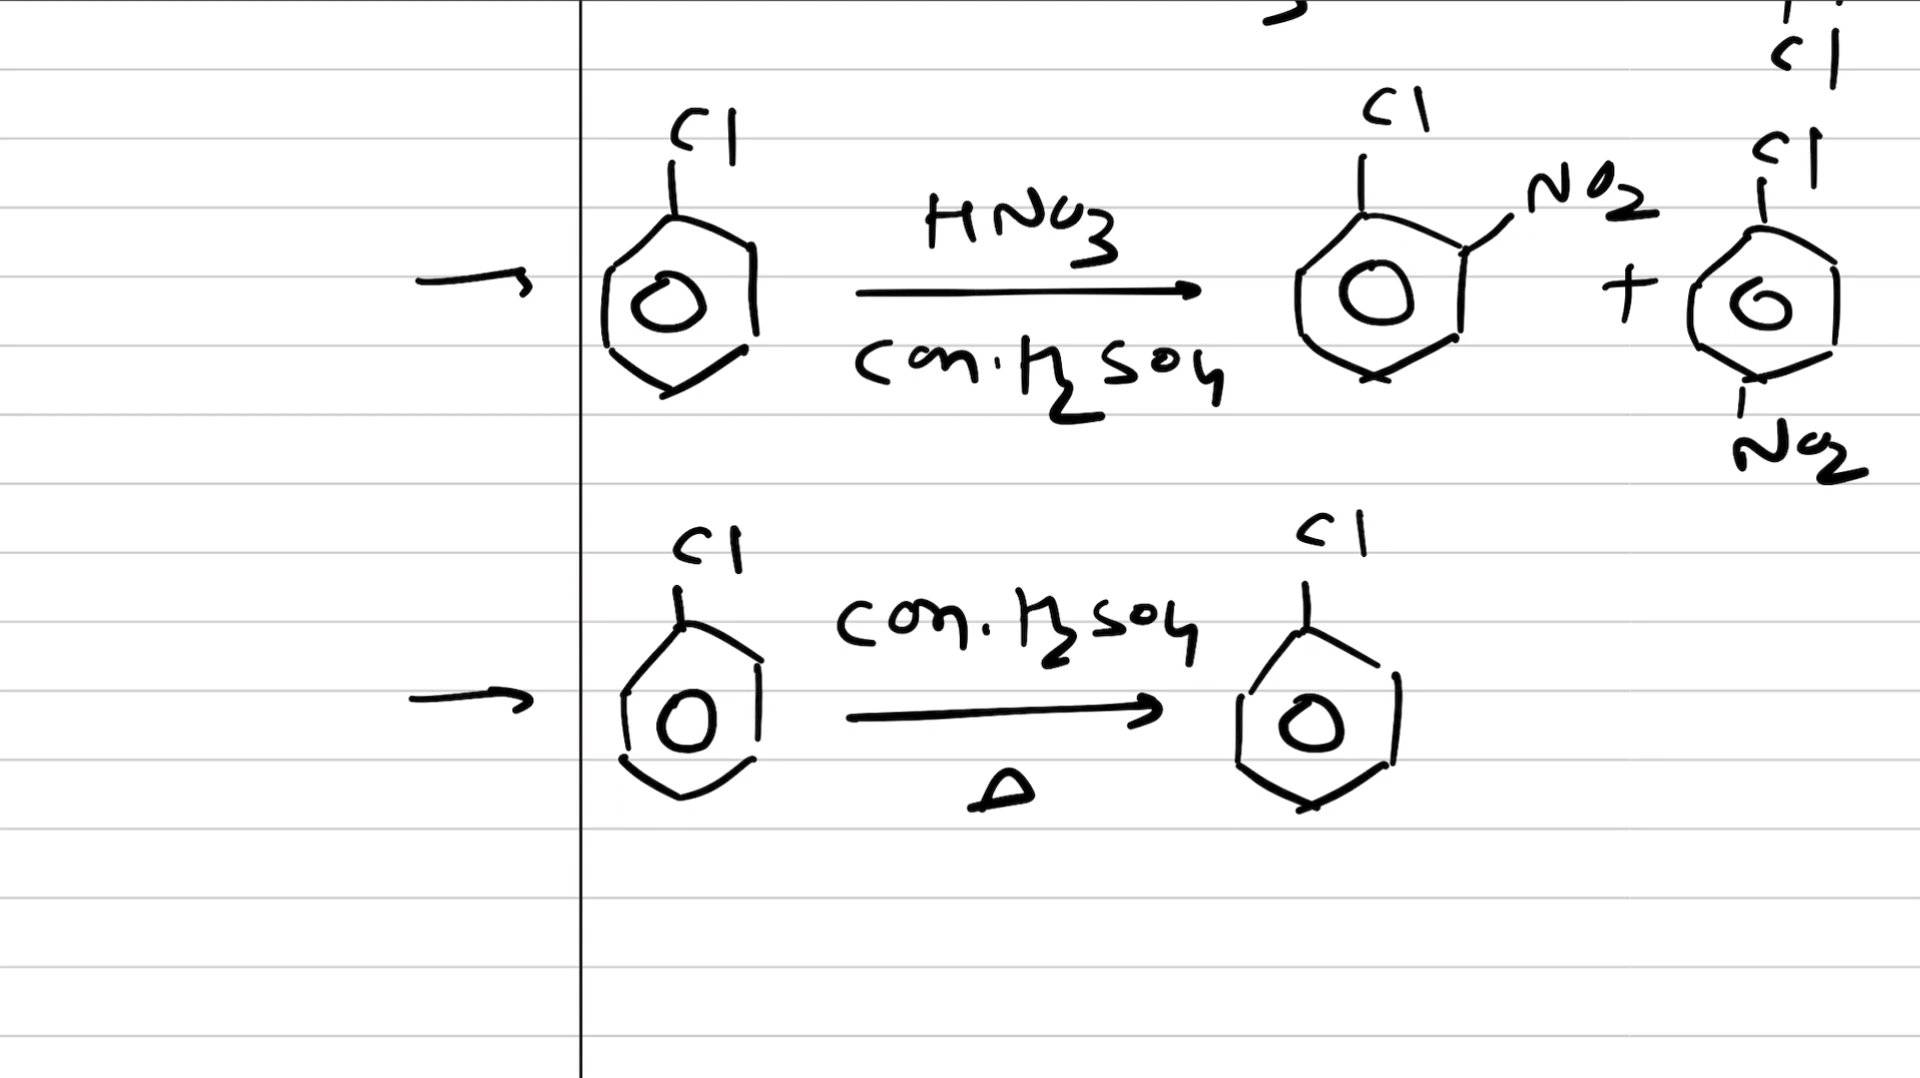 Cl
Cl Cl Cl
HNO3 NO2 +
Con. H2SO4
NO2
Cl Cl
Con. H2SO4
Δ